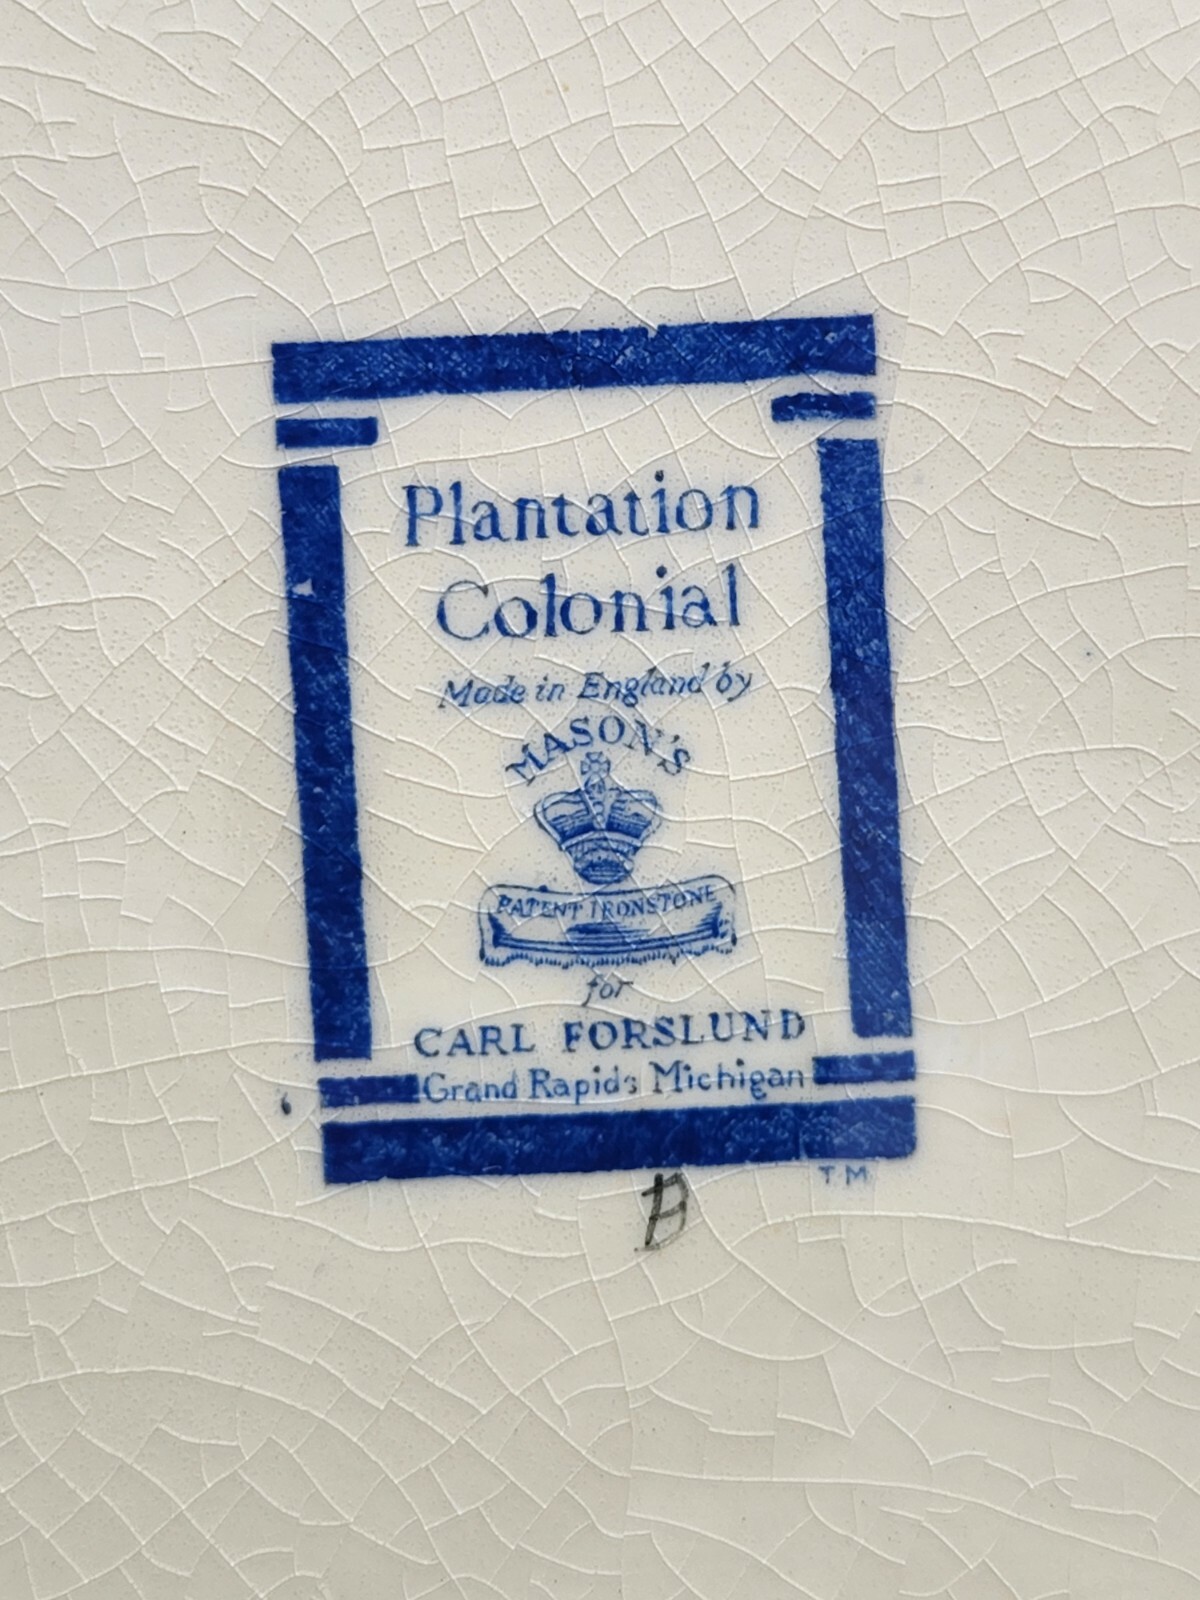 Plantation
Colonial
Made in England by
MASON'S
PATENT IRONSTONE
for
CARL FORSLUND
Grand Rapids Michigan
TM